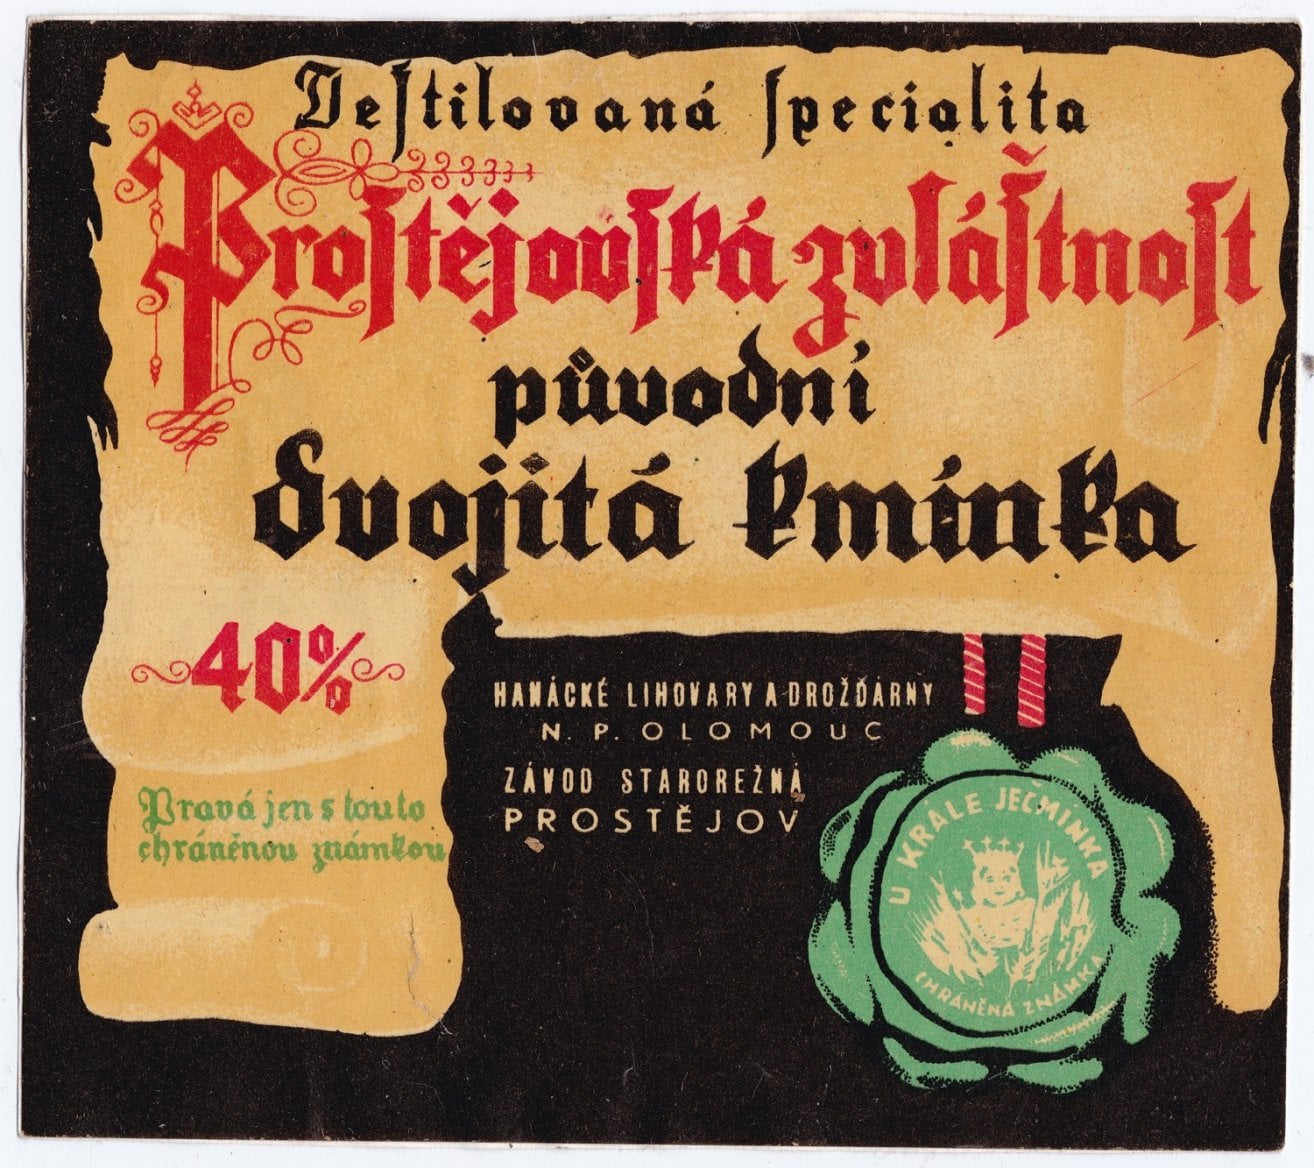 Destilovaná specialita
Prostějovská zvláštnost
původní
dvojitá kmínka
40%
Pravá jen s touto
chráněnou známkou
HANÁCKÉ LIHOVARY A DROŽĎÁRNY
N. P. OLOMOUC
ZÁVOD STAROREŽNÁ
PROSTĚJOV
U KRÁLE JEČMÍNKA
CHRÁNĚNÁ ZNÁMKA